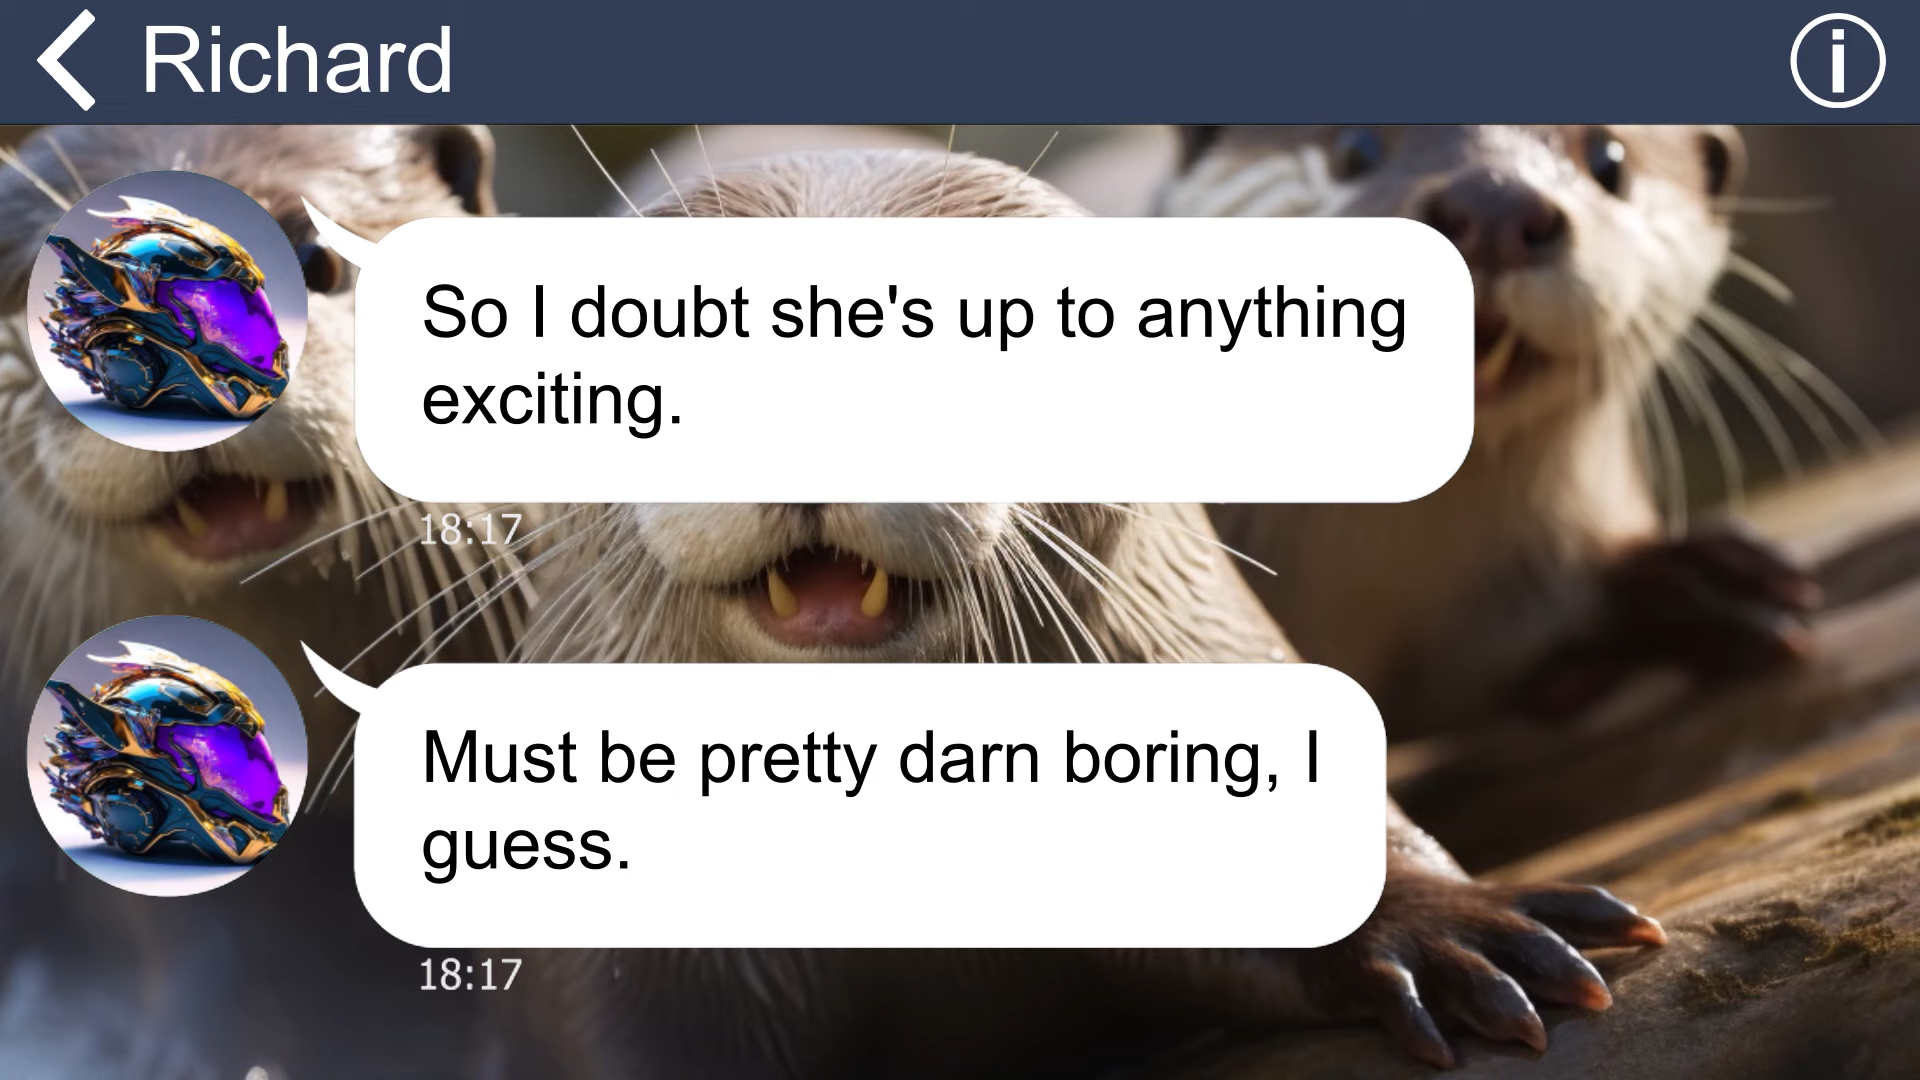 Richard
So I doubt she's up to anything
exciting.
18:17
Must be pretty darn boring, I
guess.
18:17